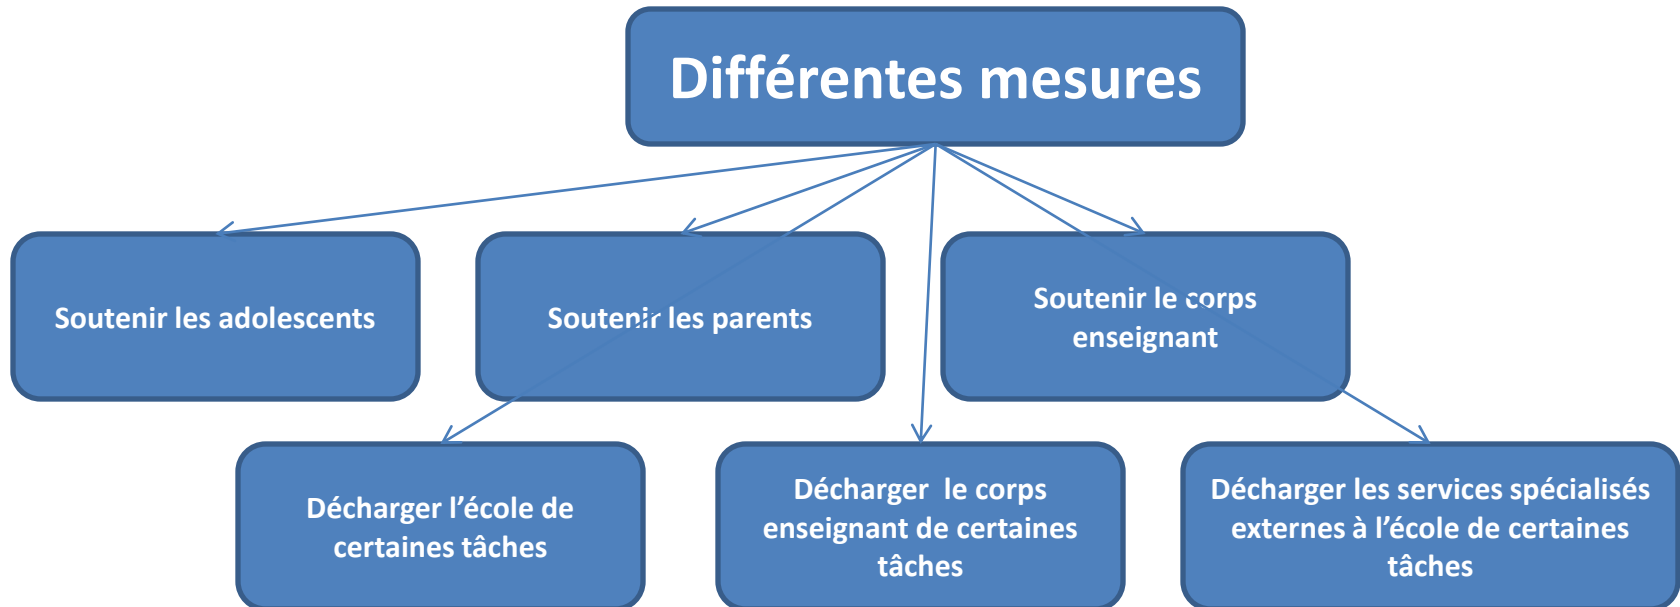 Différentes mesures
Soutenir les adolescents
Soutenir les parents
Soutenir le corps
enseignant
Décharger l’école de
certaines tâches
Décharger  le corps
enseignant de certaines
tâches
Décharger les services spécialisés
externes à l’école de certaines
tâches